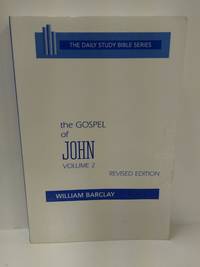 THE DAILY STUDY BIBLE SERIES
the GOSPEL
of
JOHN
VOLUME 2
REVISED EDITION
WILLIAM BARCLAY